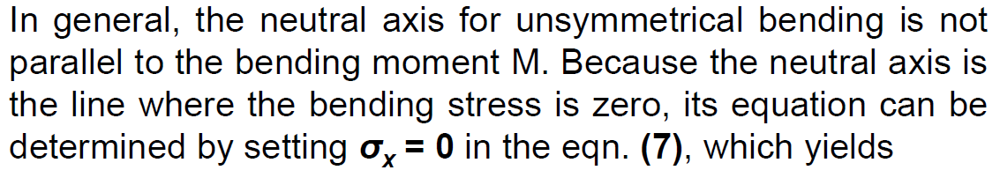 In general, the neutral axis for unsymmetrical bending is not
parallel to the bending moment M. Because the neutral axis is
the line where the bending stress is zero, its equation can be
determined by setting σₓ = 0 in the eqn. (7), which yields